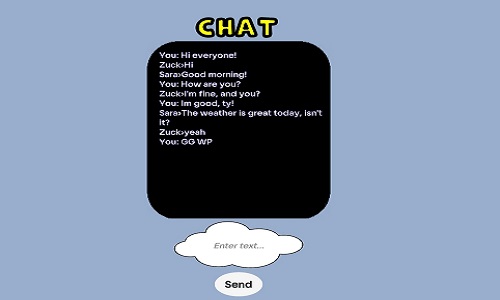 CHAT
You: Hi everyone!
Zuck>Hi
Sara>Good morning!
You: How are you?
Zuck>I'm fine, and you?
You: Im good, ty!
Sara>The weather is great today, isn't
it?
Zuck>yeah
You: GG WP
Enter text...
Send